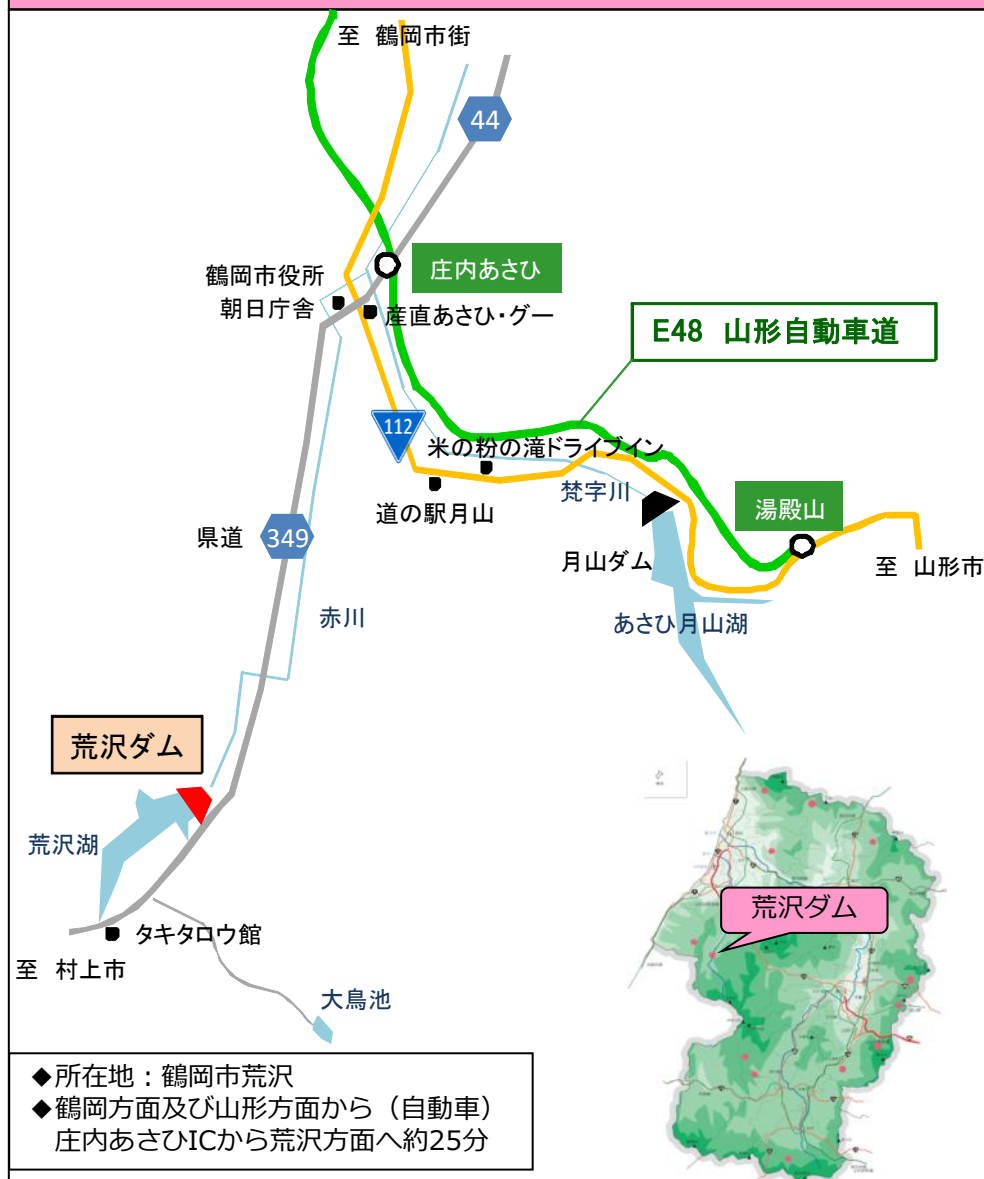 至 鶴岡市街
44
鶴岡市役所
朝日庁舎
庄内あさひ
産直あさひ・グー
E48 山形自動車道
112
米の粉の滝ドライブイン
道の駅月山
梵字川
湯殿山
県道
349
月山ダム
至 山形市
赤川
あさひ月山湖
荒沢ダム
荒沢湖
荒沢ダム
タキタロウ館
至 村上市
大鳥池
◆所在地：鶴岡市荒沢
◆鶴岡方面及び山形方面から（自動車）
庄内あさひICから荒沢方面へ約25分